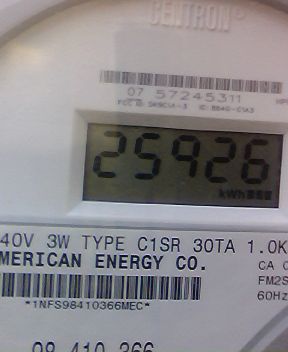 CENTRON®
07 57245311
25926
kWh
40V 3W TYPE C1SR 30TA 1.0K
MERICAN ENERGY CO.
CA
FM2S
60Hz
*1NFS98410366MEC*
98 410 366